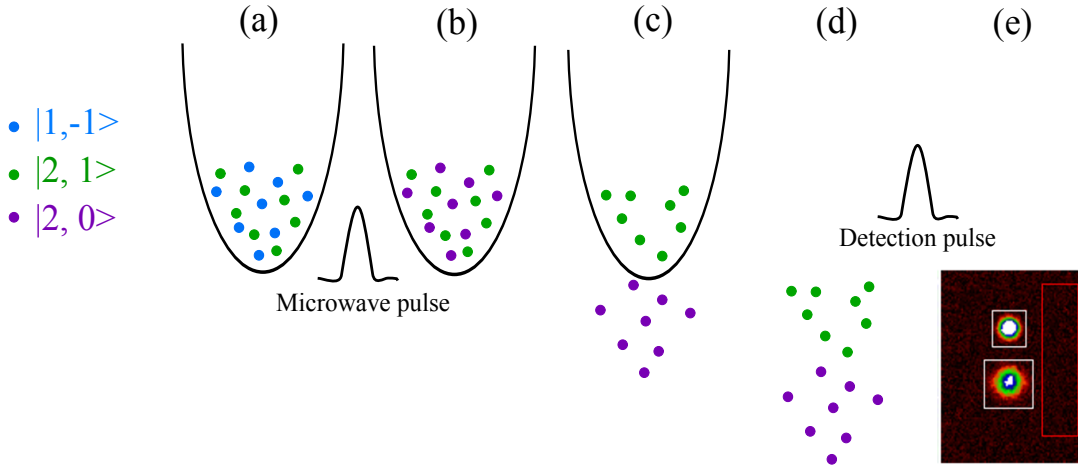 (a)
(b)
(c)
(d)
(e)
|1,-1>
|2, 1>
|2, 0>
Microwave pulse
Detection pulse